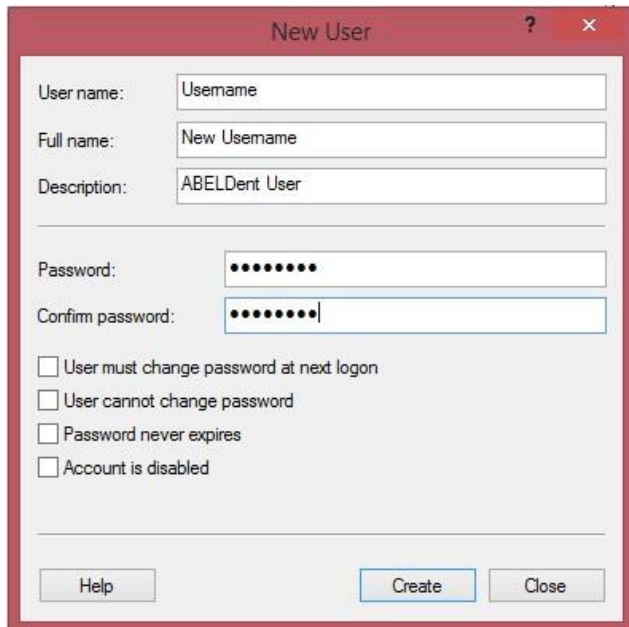 New User
?
x
User name:
Username
Full name:
New Username
Description:
ABELDent User
Password:
••••••••
Confirm password:
••••••••
User must change password at next logon
User cannot change password
Password never expires
Account is disabled
Help
Create
Close